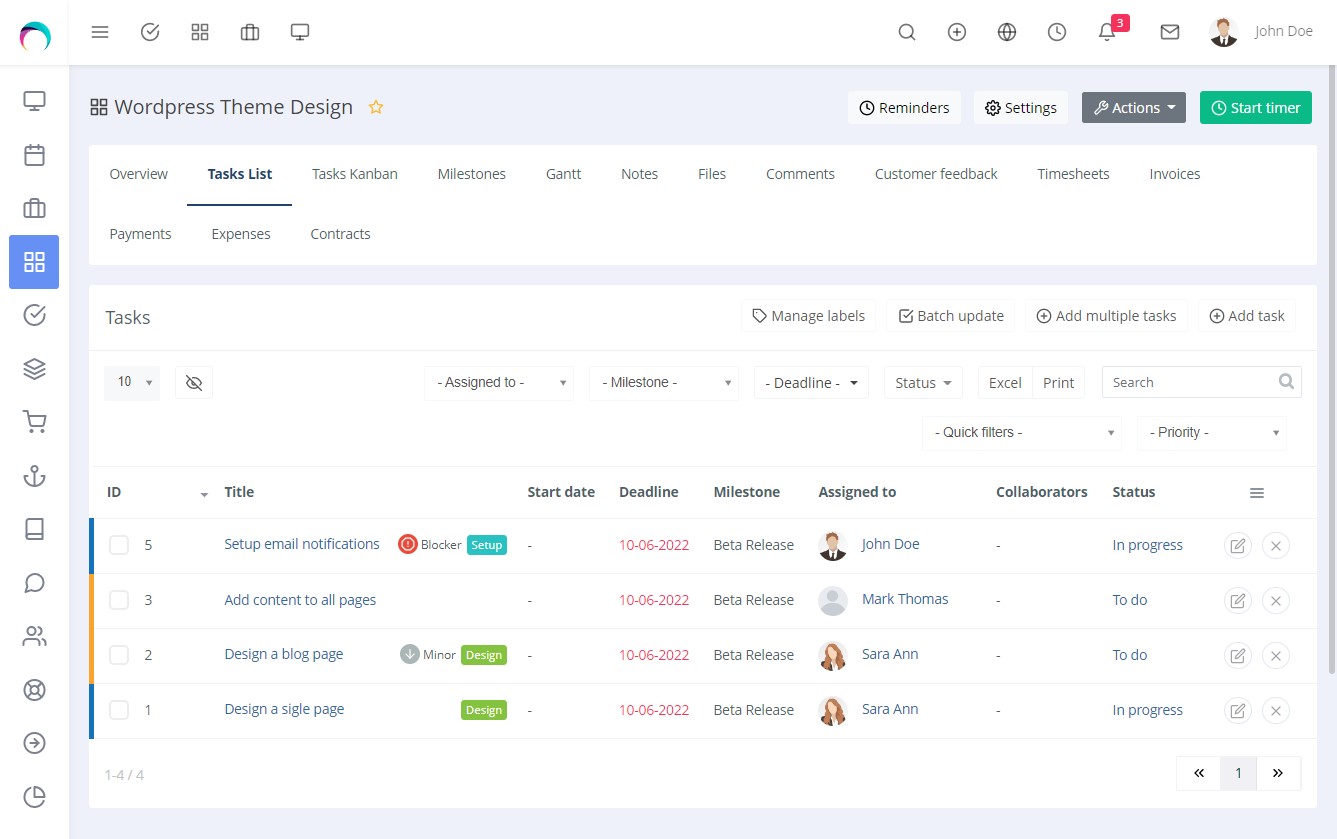 3
John Doe
Wordpress Theme Design
Reminders Settings Actions Start timer
Overview Tasks List Tasks Kanban Milestones Gantt Notes Files Comments Customer feedback Timesheets Invoices
Payments Expenses Contracts
Tasks
Manage labels Batch update Add multiple tasks Add task
10 - Assigned to - - Milestone - - Deadline - Status Excel Print Search
- Quick filters - - Priority -
ID Title Start date Deadline Milestone Assigned to Collaborators Status
5 Setup email notifications Blocker Setup - 10-06-2022 Beta Release John Doe - In progress
3 Add content to all pages - 10-06-2022 Beta Release Mark Thomas - To do
2 Design a blog page Minor Design - 10-06-2022 Beta Release Sara Ann - To do
1 Design a sigle page Design - 10-06-2022 Beta Release Sara Ann - In progress
1-4 / 4
« 1 »